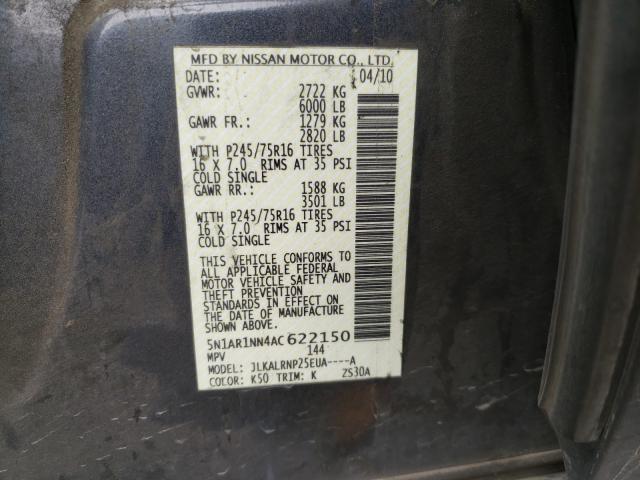 MFD BY NISSAN MOTOR CO., LTD.
DATE: 04/10
GVWR: 2722 KG
6000 LB
GAWR FR.: 1279 KG
2820 LB
WITH P245/75R16 TIRES
16 X 7.0 RIMS AT 35 PSI
COLD SINGLE
GAWR RR.: 1588 KG
3501 LB
WITH P245/75R16 TIRES
16 X 7.0 RIMS AT 35 PSI
COLD SINGLE
THIS VEHICLE CONFORMS TO
ALL APPLICABLE FEDERAL
MOTOR VEHICLE SAFETY AND
THEFT PREVENTION
STANDARDS IN EFFECT ON
THE DATE OF MANUFACTURE
SHOWN ABOVE.
5N1AR1NN4AC622150
MPV 144
MODEL: JLKALRNP25EUA----A
COLOR: K50 TRIM: K ZS30A